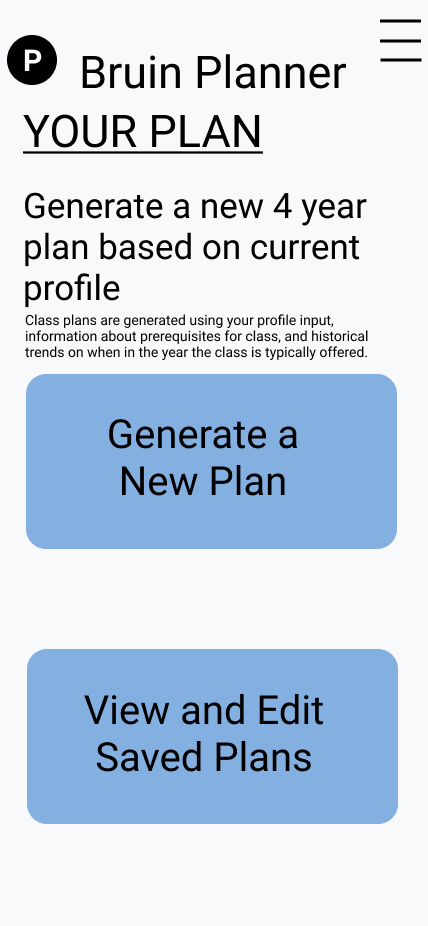 P
Bruin Planner
YOUR PLAN
Generate a new 4 year
plan based on current
profile
Class plans are generated using your profile input,
information about prerequisites for class, and historical
trends on when in the year the class is typically offered.
Generate a
New Plan
View and Edit
Saved Plans